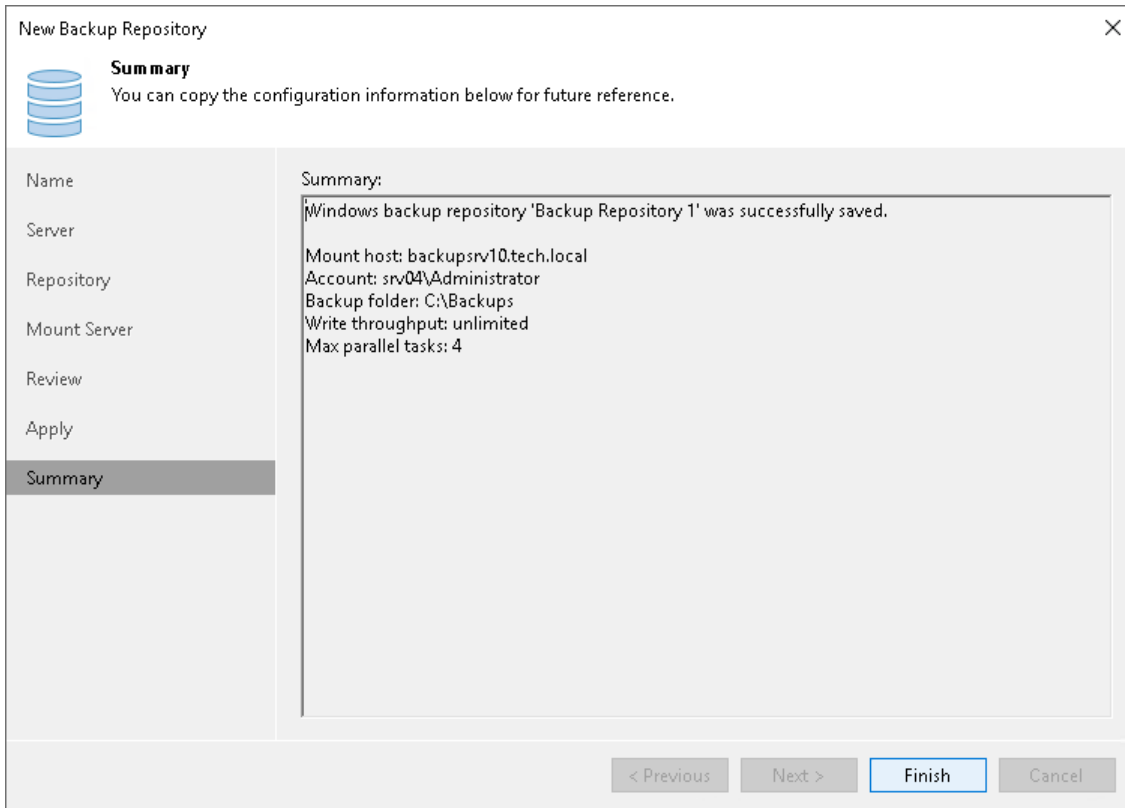 New Backup Repository
Summary
You can copy the configuration information below for future reference.
Name
Server
Repository
Mount Server
Review
Apply
Summary
Summary:
Windows backup repository 'Backup Repository 1' was successfully saved.
Mount host: backupsrv10.tech.local
Account: srv04\Administrator
Backup folder: C:\Backups
Write throughput: unlimited
Max parallel tasks: 4
< Previous
Next >
Finish
Cancel